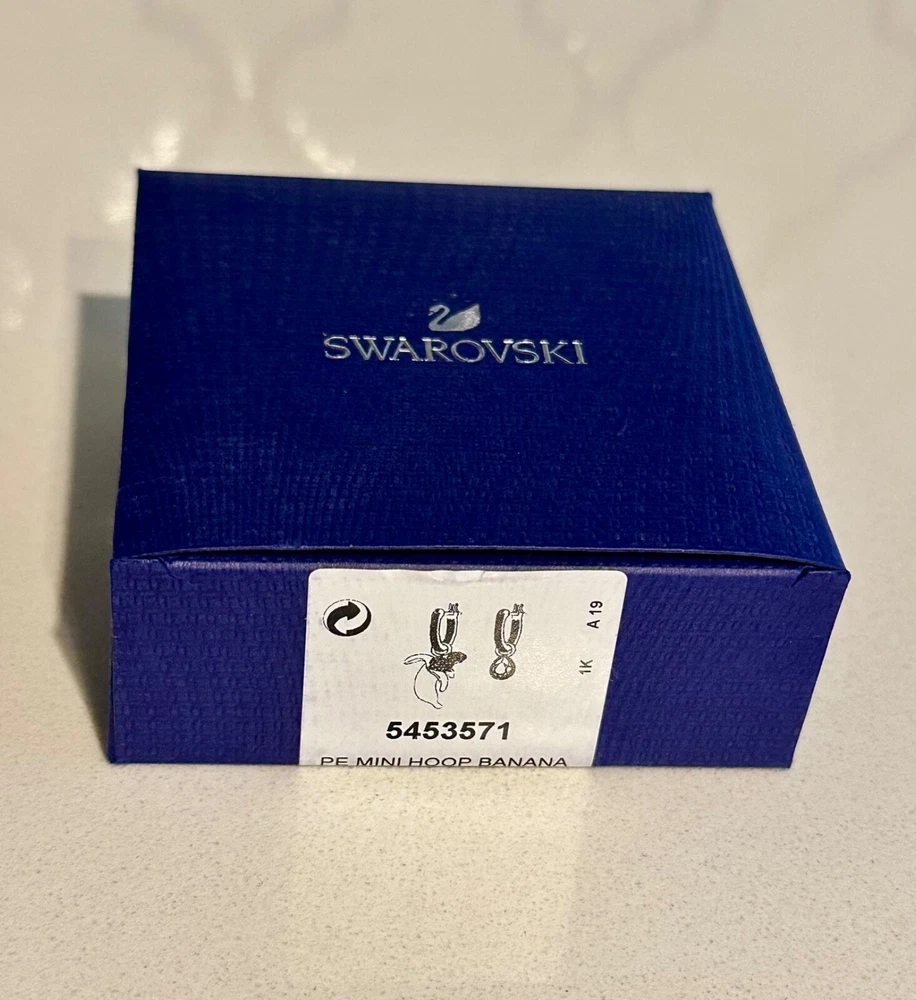 SWAROVSKI
A 19
1K
5453571
PE MINI HOOP BANANA